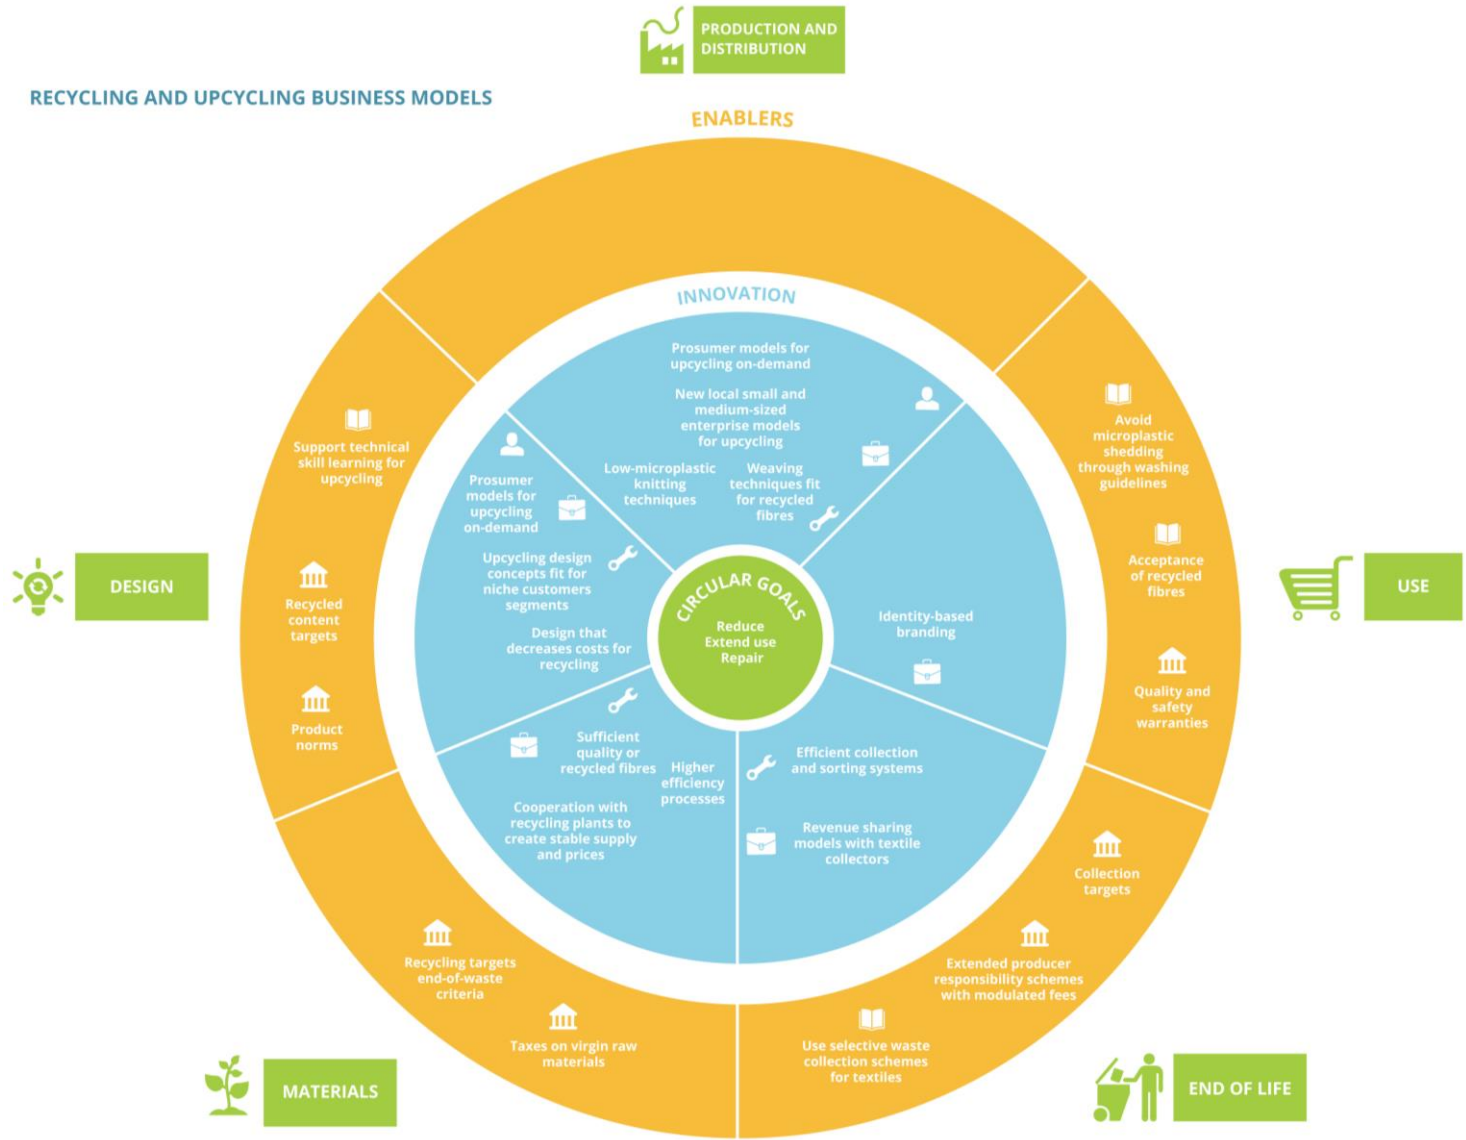 PRODUCTION AND
DISTRIBUTION
RECYCLING AND UPCYCLING BUSINESS MODELS
ENABLERS
INNOVATION
Prosumer models for
upcycling on-demand
New local small and
medium-sized
enterprise models
for upcycling
Low-microplastic
knitting
techniques
Weaving
techniques fit
for recycled
fibres
Support technical
skill learning for
upcycling
Recycled
content
targets
Product
norms
Prosumer
models for
upcycling
on-demand
Upcycling design
concepts fit for
niche customers
segments
Design that
decreases costs for
recycling
CIRCULAR GOALS
Reduce
Extend use
Repair
Identity-based
branding
Avoid
microplastic
shedding
through washing
guidelines
Acceptance
of recycled
fibres
Quality and
safety
warranties
DESIGN
USE
Sufficient
quality or
recycled fibres
Higher
efficiency
processes
Cooperation with
recycling plants to
create stable supply
and prices
Efficient collection
and sorting systems
Revenue sharing
models with textile
collectors
Collection
targets
Extended producer
responsibility schemes
with modulated fees
Use selective waste
collection schemes
for textiles
Recycling targets
end-of-waste
criteria
Taxes on virgin raw
materials
MATERIALS
END OF LIFE